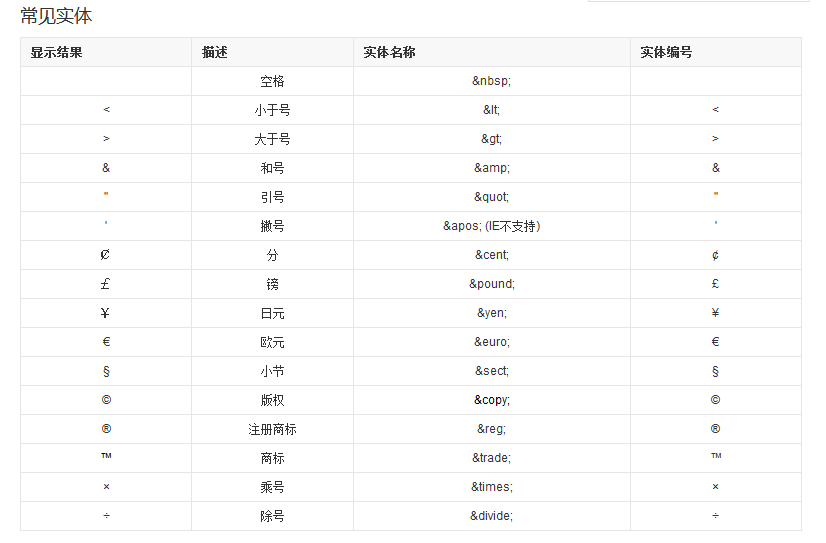 常见实体
显示结果 描述 实体名称 实体编号
空格 &nbsp;
< 小于号 &lt; <
> 大于号 &gt; >
& 和号 &amp; &
" 引号 &quot; "
' 撇号 &apos; (IE不支持) '
₡ 分 &cent; ¢
£ 镑 &pound; £
¥ 日元 &yen; ¥
€ 欧元 &euro; €
§ 小节 &sect; §
© 版权 &copy; ©
® 注册商标 &reg; ®
™ 商标 &trade; ™
× 乘号 &times; ×
÷ 除号 &divide; ÷